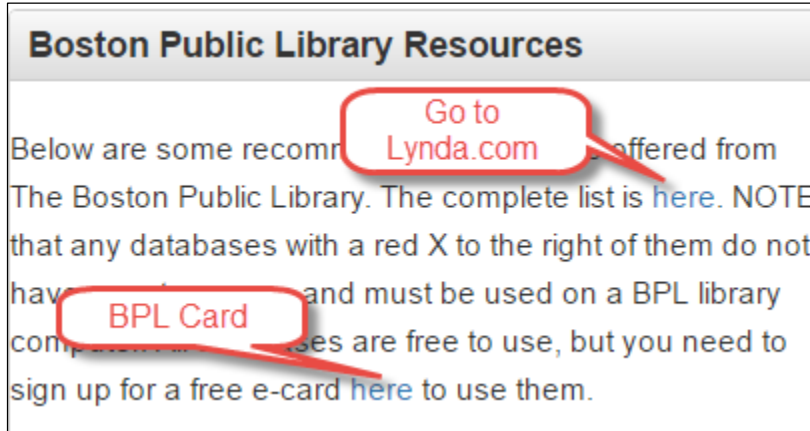 Boston Public Library Resources
Go to
Lynda.com
Below are some offered from
The Boston Public Library. The complete list is here. NOTE
that any databases with a red X to the right of them do not
and must be used on a BPL library
BPL Card
are free to use, but you need to
sign up for a free e-card here to use them.